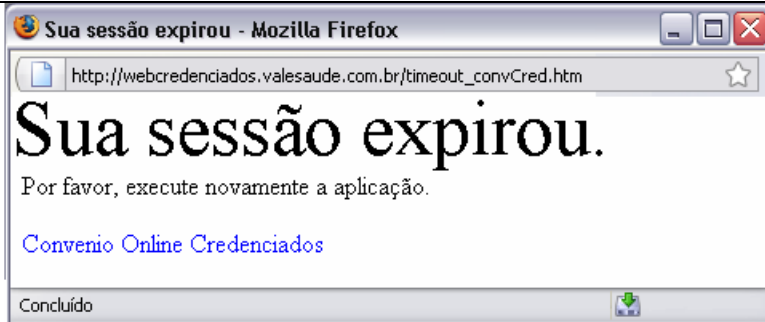 Sua sessão expirou - Mozilla Firefox
http://webcredenciados.valesaude.com.br/timeout_convCred.htm
Sua sessão expirou.
Por favor, execute novamente a aplicação.
Convenio Online Credenciados
Concluído